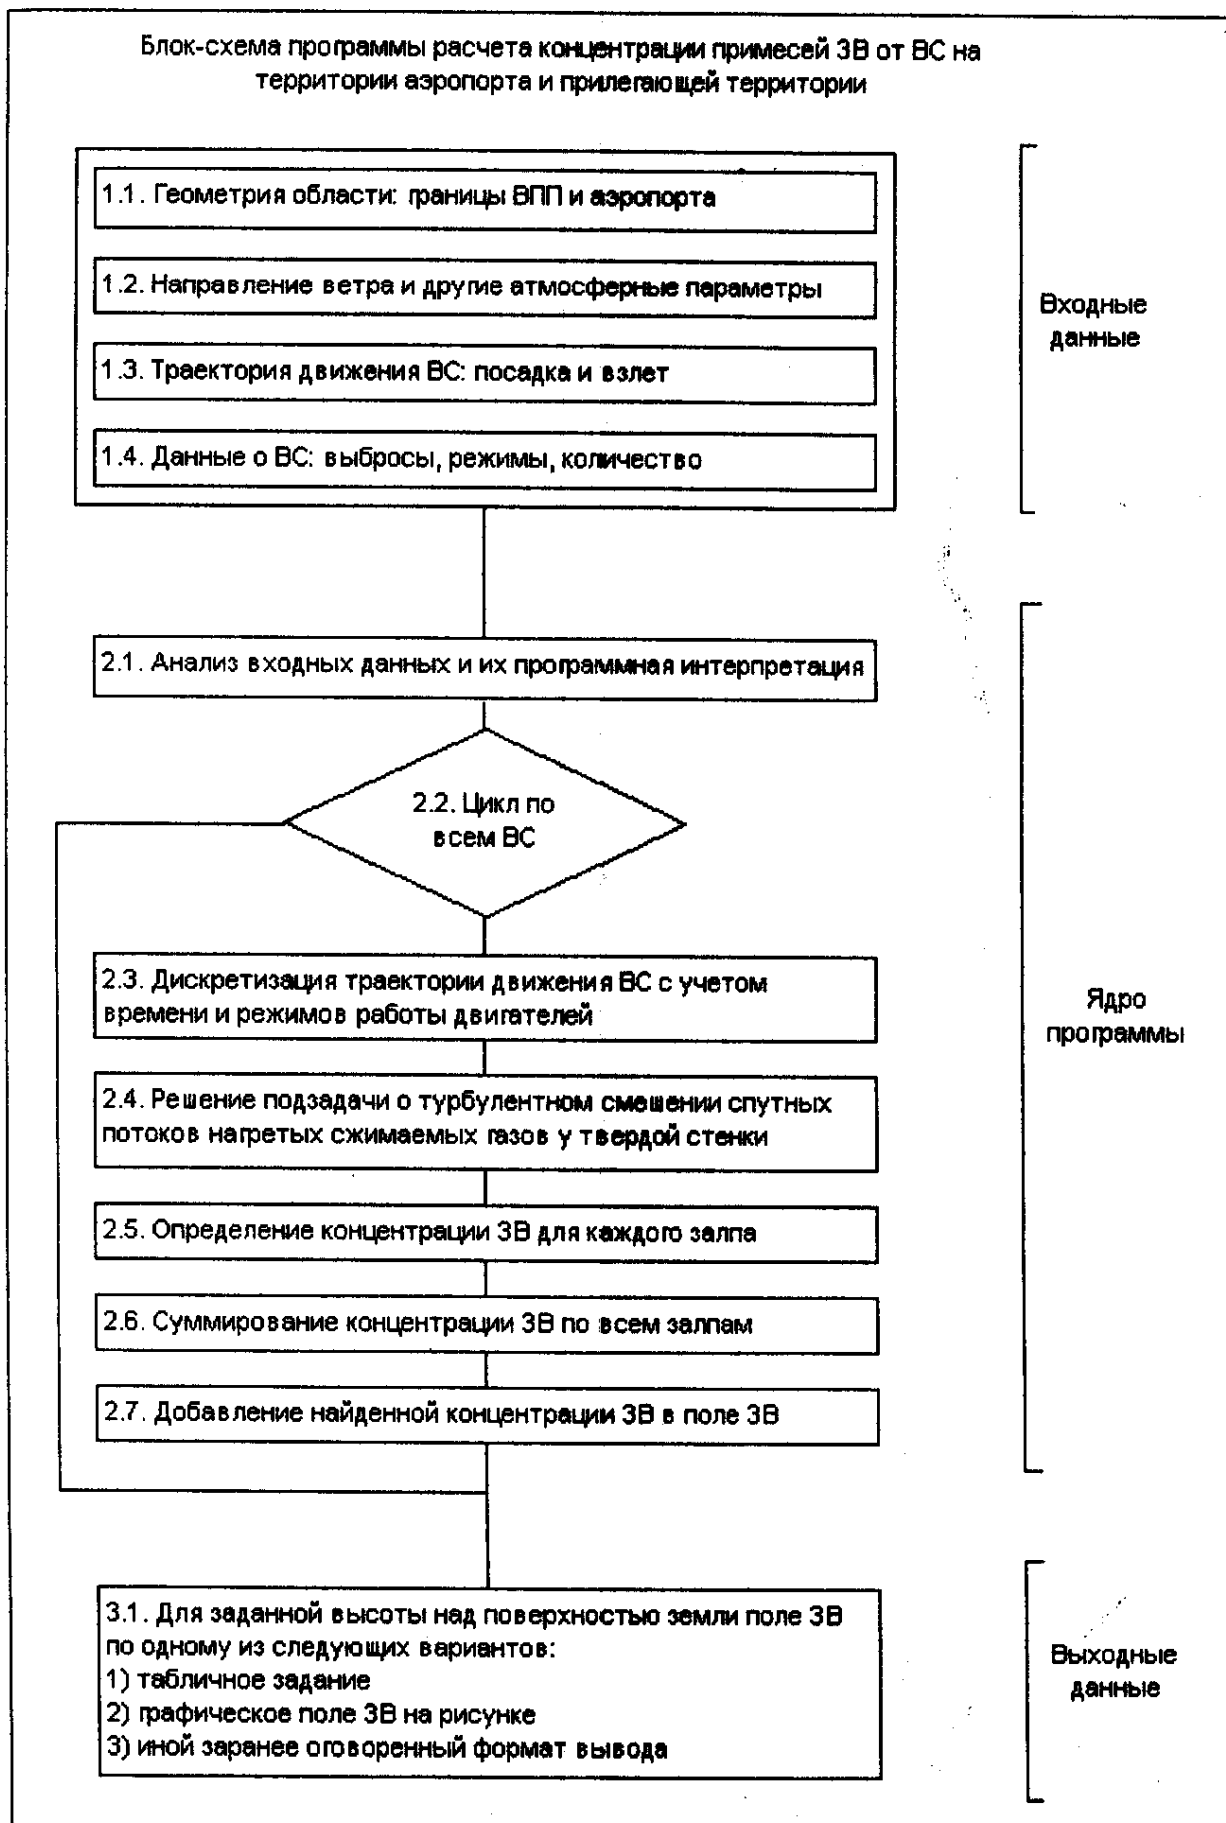 Блок-схема программы расчета концентрации примесей ЗВ от ВС на
территории аэропорта и прилегающей территории
1.1. Геометрия области: границы ВПП и аэропорта
1.2. Направление ветра и другие атмосферные параметры
1.3. Траектория движения ВС: посадка и взлет
1.4. Данные о ВС: выбросы, режимы, количество
Входные
данные
2.1. Анализ входных данных и их программная интерпретация
2.2. Цикл по
всем ВС
2.3. Дискретизация траектории движения ВС с учетом
времени и режимов работы двигателей
2.4. Решение подзадачи о турбулентном смешении спутных
потоков нагретых сжимаемых газов у твердой стенки
2.5. Определение концентрации ЗВ для каждого залпа
2.6. Суммирование концентрации ЗВ по всем залпам
2.7. Добавление найденной концентрации ЗВ в поле ЗВ
Ядро
программы
3.1. Для заданной высоты над поверхностью земли поле ЗВ
по одному из следующих вариантов:
1) табличное задание
2) графическое поле ЗВ на рисунке
3) иной заранее оговоренный формат вывода
Выходные
данные